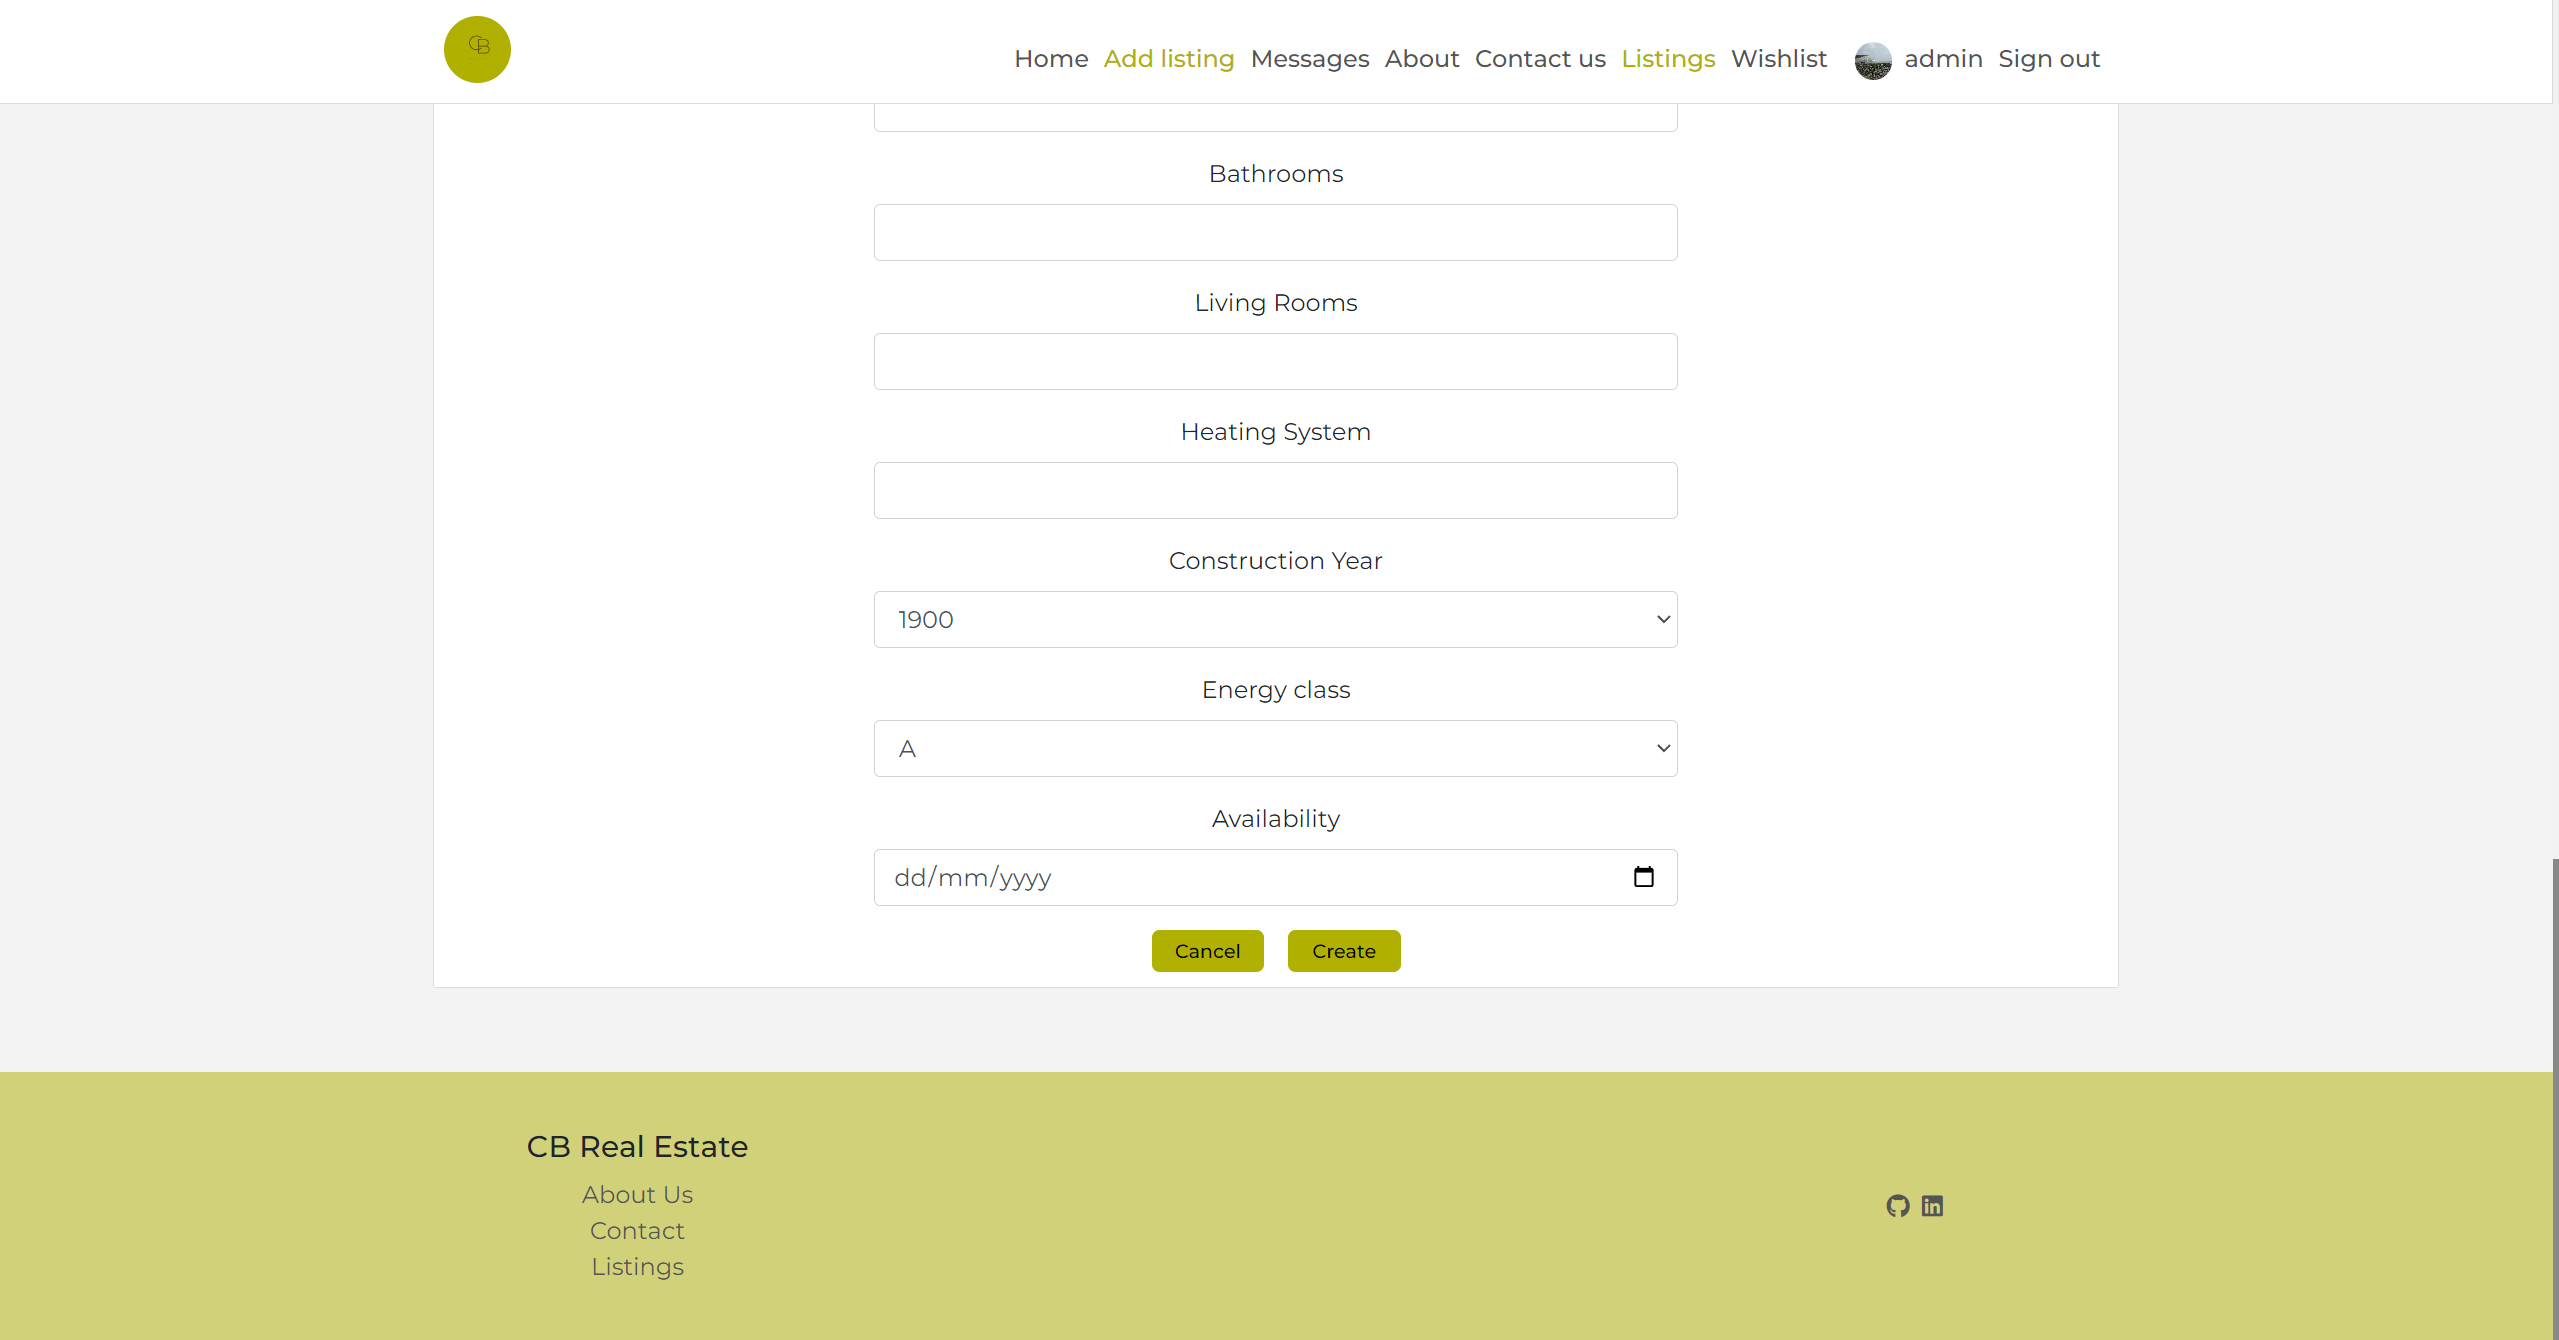 CB
Home Add listing Messages About Contact us Listings Wishlist admin Sign out
Bathrooms
Living Rooms
Heating System
Construction Year
1900
Energy class
A
Availability
dd/mm/yyyy
Cancel Create
CB Real Estate
About Us
Contact
Listings
in